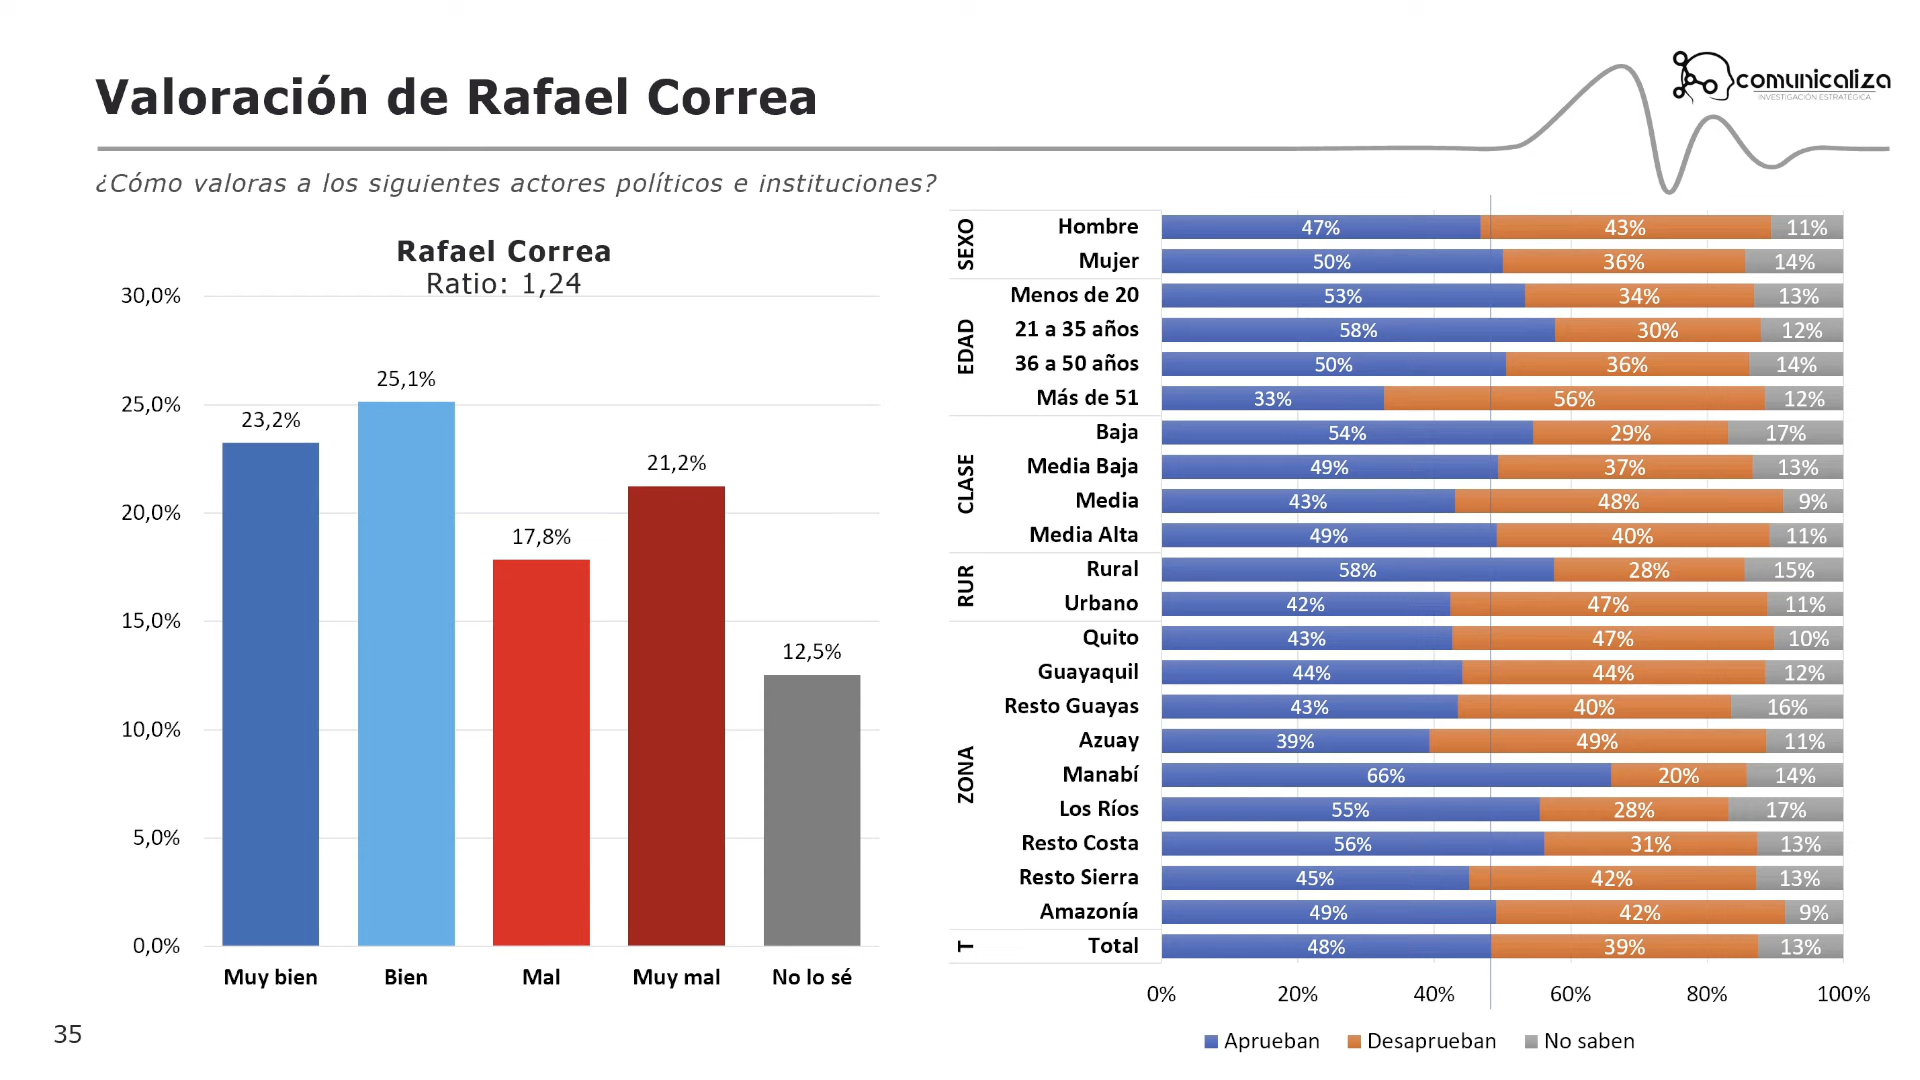 Valoración de Rafael Correa
comunicaliza
INVESTIGACIÓN ESTRATÉGICA
¿Cómo valoras a los siguientes actores políticos e instituciones?
Rafael Correa
Ratio: 1,24
30,0%
25,0%
20,0%
15,0%
10,0%
5,0%
0,0%
23,2%
25,1%
17,8%
21,2%
12,5%
Muy bien Bien Mal Muy mal No lo sé
SEXO
Hombre 47% 43% 11%
Mujer 50% 36% 14%
EDAD
Menos de 20 53% 34% 13%
21 a 35 años 58% 30% 12%
36 a 50 años 50% 36% 14%
Más de 51 33% 56% 12%
CLASE
Baja 54% 29% 17%
Media Baja 49% 37% 13%
Media 43% 48% 9%
Media Alta 49% 40% 11%
RUR
Rural 58% 28% 15%
Urbano 42% 47% 11%
ZONA
Quito 43% 47% 10%
Guayaquil 44% 44% 12%
Resto Guayas 43% 40% 16%
Azuay 39% 49% 11%
Manabí 66% 20% 14%
Los Ríos 55% 28% 17%
Resto Costa 56% 31% 13%
Resto Sierra 45% 42% 13%
Amazonía 49% 42% 9%
T
Total 48% 39% 13%
0% 20% 40% 60% 80% 100%
Aprueban Desaprueban No saben
35